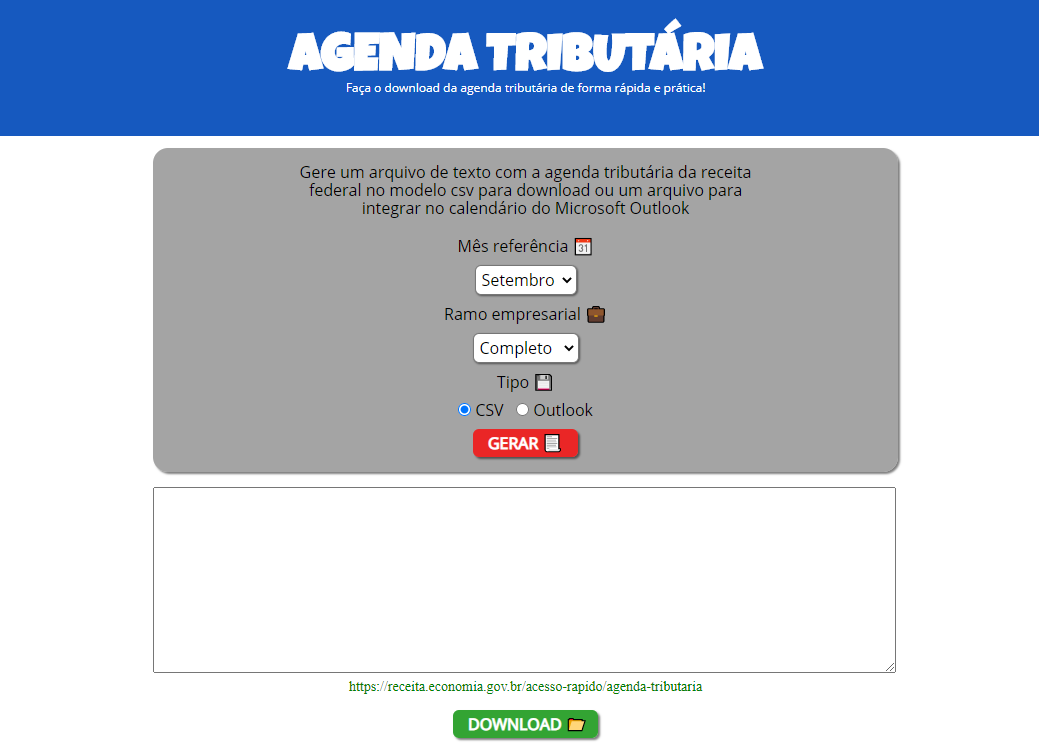 AGENDA TRIBUTÁRIA
Faça o download da agenda tributária de forma rápida e prática!
Gere um arquivo de texto com a agenda tributária da receita
federal no modelo csv para download ou um arquivo para
integrar no calendário do Microsoft Outlook
Mês referência 31
Setembro
Ramo empresarial
Completo
Tipo
CSV Outlook
GERAR
https://receita.economia.gov.br/acesso-rapido/agenda-tributaria
DOWNLOAD